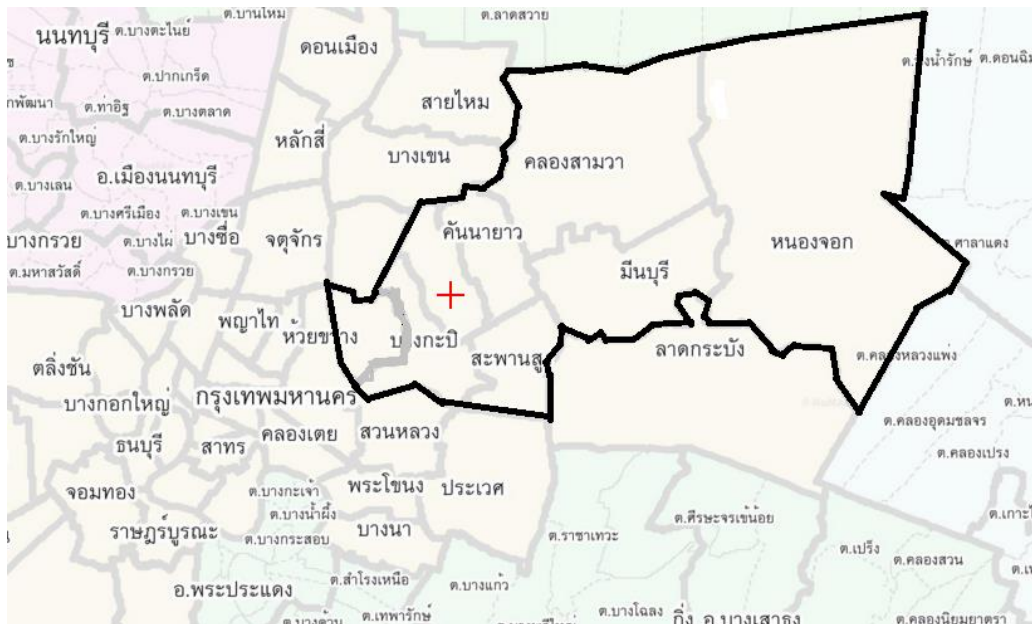 ต.บ้านใหม่
ต.ลาดสวาย
นนทบุรี
ต.บางตะไนย์
ดอนเมือง
ต.ดอนฉิม
ต.ปากเกร็ด
สายไหม
กพัฒนา
ต.ท่าอิฐ
ต.บางตลาด
ต.บางรักใหญ่
หลักสี่
บางเขน
คลองสามวา
อ.เมืองนนทบุรี
ต.บางเลน
ต.บางศรีเมือง
ต.บางเขน
คันนายาว
บางกรวย
ต.บางไผ่
บางซื่อ
จตุจักร
หนองจอก
ต.ศาลาแดง
ต.มหาสวัสดิ์
ต.บางกรวย
มีนบุรี
บางพลัด
พญาไท
ห้วยขวาง
บางกะปิ
สะพานสู
ลาดกระบัง
ต.คลองหลวงแพ่ง
ตลิ่งชัน
กรุงเทพมหานคร
บางกอกใหญ่
ต.คลองอุดมชลจร
ธนบุรี
สาทร
คลองเตย
สวนหลวง
ต.คลองเปรง
จอมทอง
ต.บางกะเจ้า
พระโขนง
ประเวศ
ต.บางน้ำผึ้ง
ราษฎร์บูรณะ
ต.บางกระสอบ
บางนา
ต.ราชาเทวะ
ต.ศีรษะจรเข้น้อย
ต.เปร็ง
ต.คลองสวน
อ.พระประแดง
ต.สำโรงเหนือ
ต.บางแก้ว
ต.เทพารักษ์
ต.บางโฉลง
กิ่ง อ.บางเสาธง
ต.คลองนิยมยาตรา